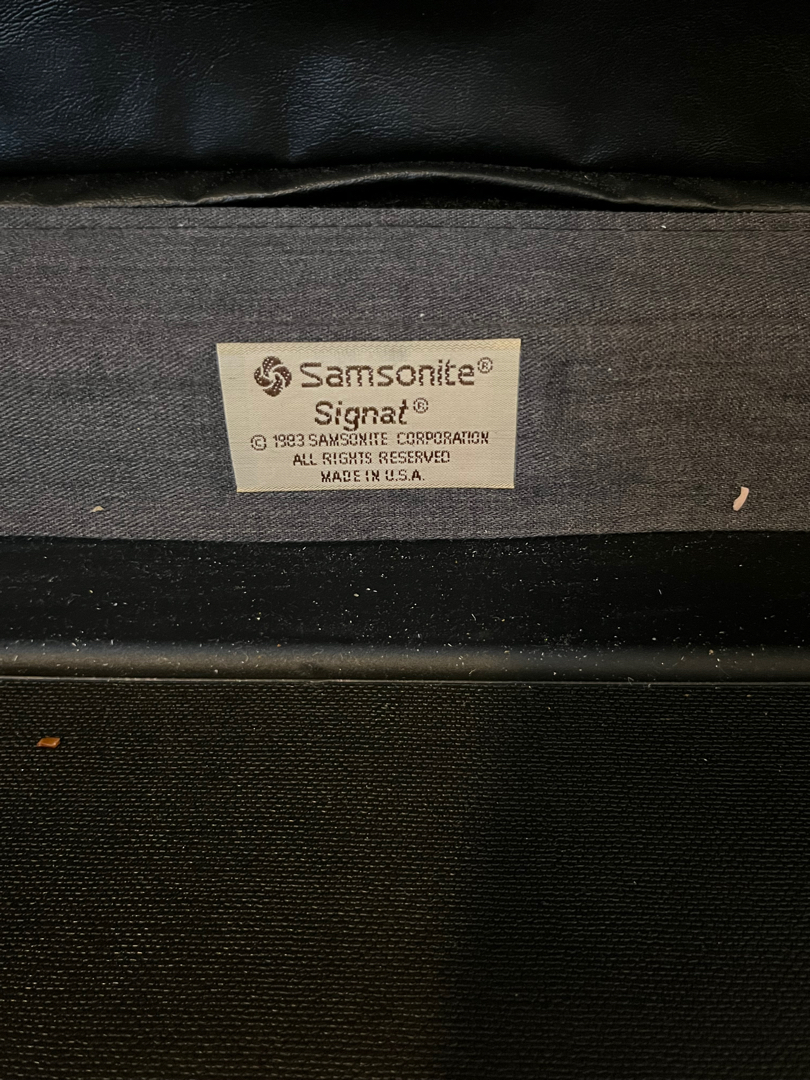 Samsonite®
Signat®
© 1983 SAMSONITE CORPORATION
ALL RIGHTS RESERVED
MADE IN U.S.A.